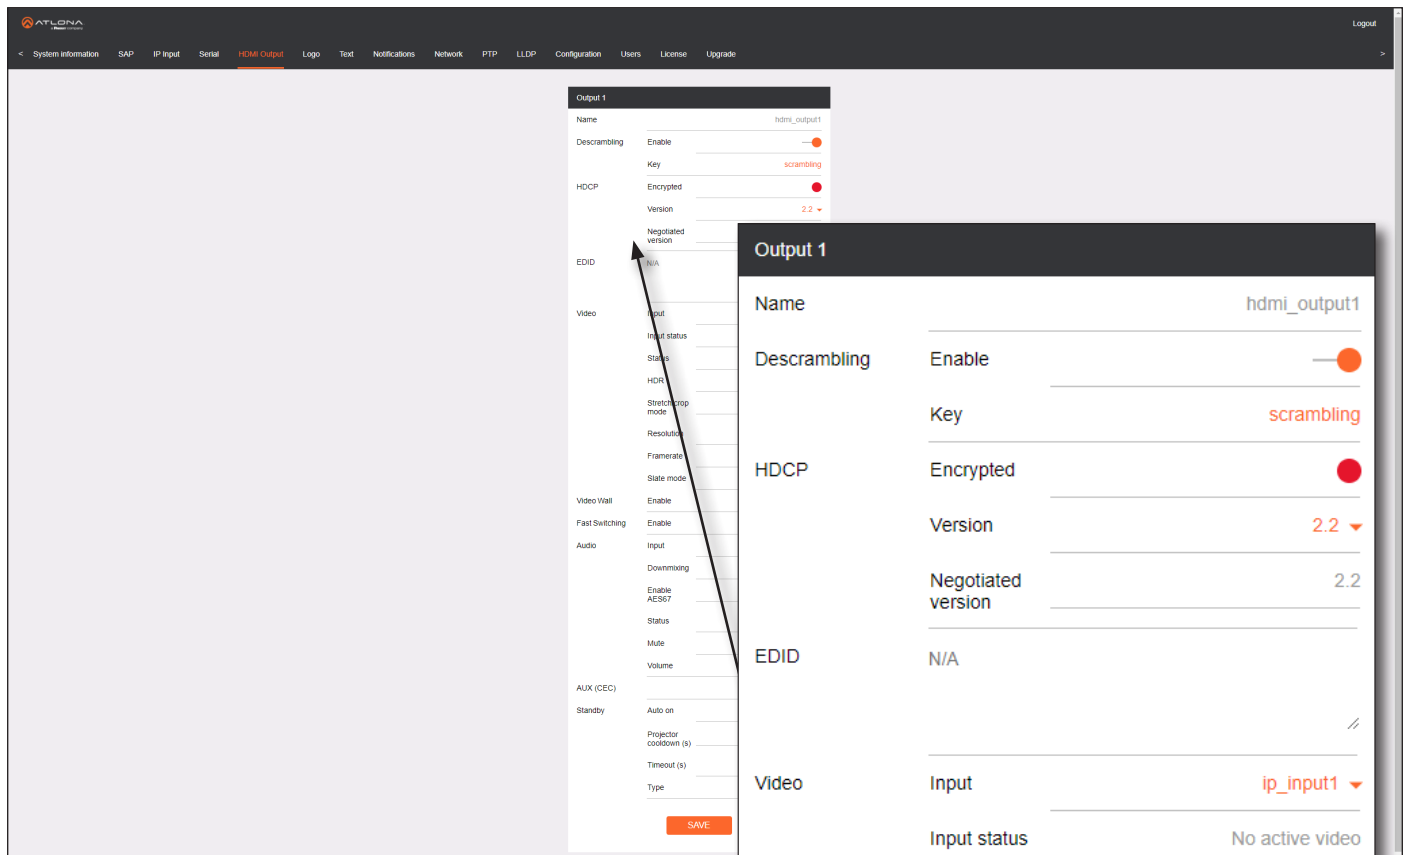 ATLONA
Logout
< System information SAP IP Input Serial HDMI Output Logo Text Notifications Network PTP LLDP Configuration Users License Upgrade >
Output 1
Name hdmi_output1
Descrambling Enable
Key scrambling
HDCP Encrypted
Version 2.2
Negotiated
version
EDID N/A
Video Input
Input status
Status
HDR
Stretch/crop
mode
Resolution
Framerate
Slate mode
Video Wall Enable
Fast Switching Enable
Audio Input
Downmixing
Enable
AES67
Status
Mute
Volume
AUX (CEC)
Standby Auto on
Projector
cooldown (s)
Timeout (s)
Type
SAVE
Output 1
Name hdmi_output1
Descrambling Enable
Key scrambling
HDCP Encrypted
Version 2.2
Negotiated 2.2
version
EDID N/A
Video Input ip_input1
Input status No active video